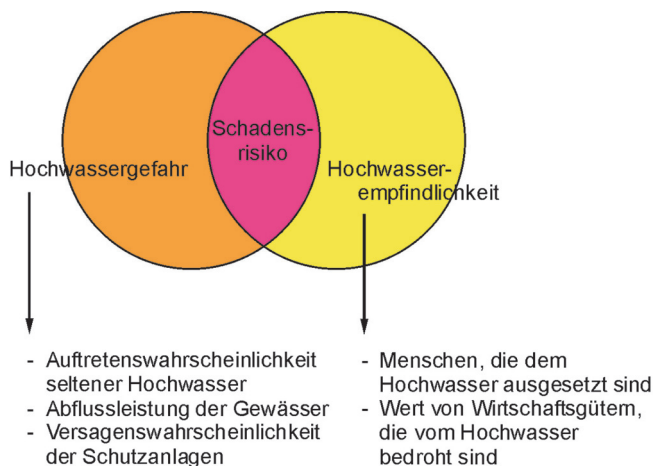 Schadens-
risiko
Hochwassergefahr
Hochwasser-
empfindlichkeit
- Auftretenswahrscheinlichkeit
seltener Hochwasser
- Abflussleistung der Gewässer
- Versagenswahrscheinlichkeit
der Schutzanlagen
- Menschen, die dem
Hochwasser ausgesetzt sind
- Wert von Wirtschaftsgütern,
die vom Hochwasser
bedroht sind